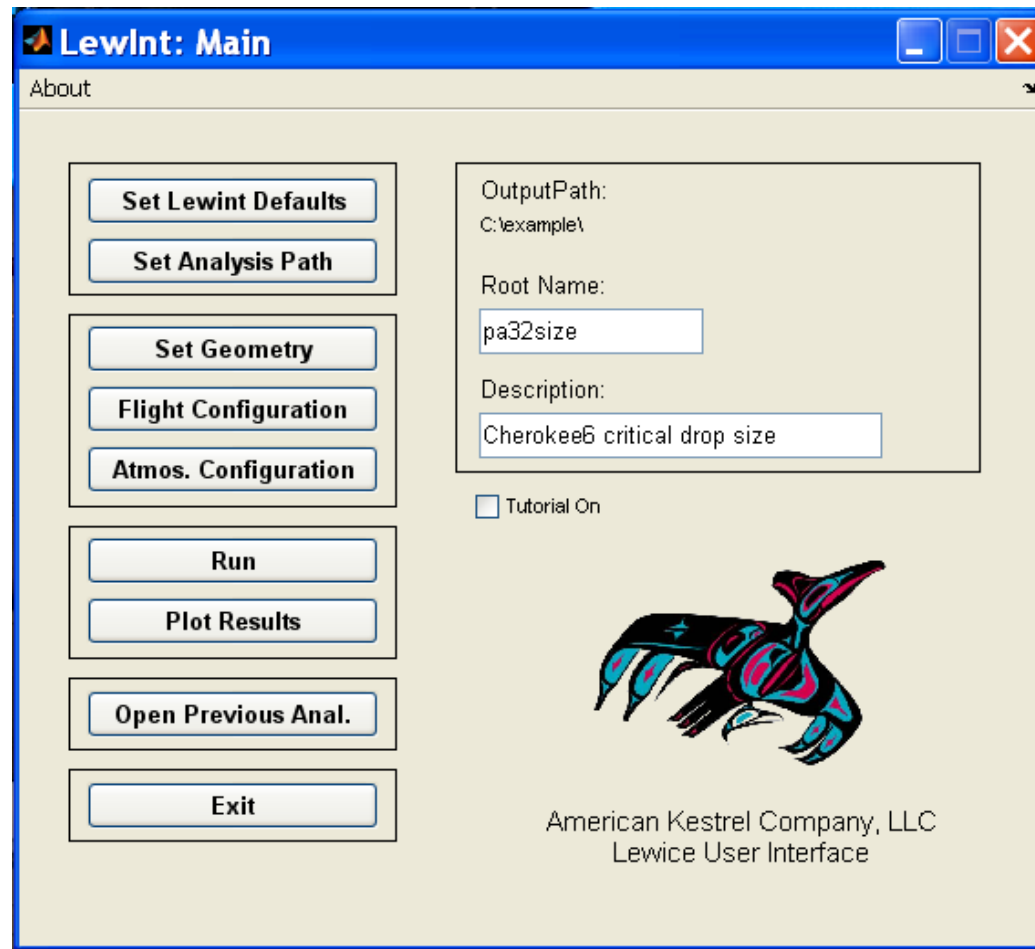 LewInt: Main
About
Set Lewint Defaults
Set Analysis Path
Set Geometry
Flight Configuration
Atmos. Configuration
Run
Plot Results
Open Previous Anal.
Exit
OutputPath:
C:\example\
Root Name:
pa32size
Description:
Cherokee6 critical drop size
Tutorial On
American Kestrel Company, LLC
Lewice User Interface